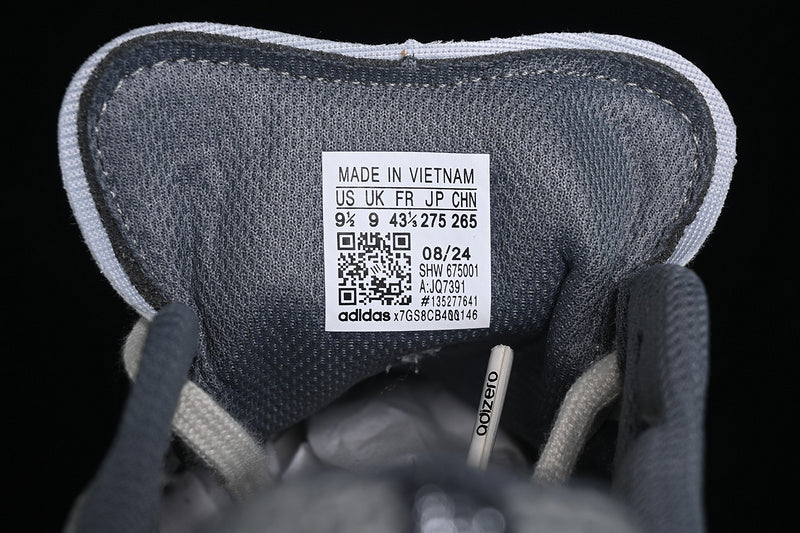 MADE IN VIETNAM
US UK FR JP CHN
9½ 9 43⅓ 275 265
08/24
SHW 675001
A:JQ7391
#135277641
adidas
adizero